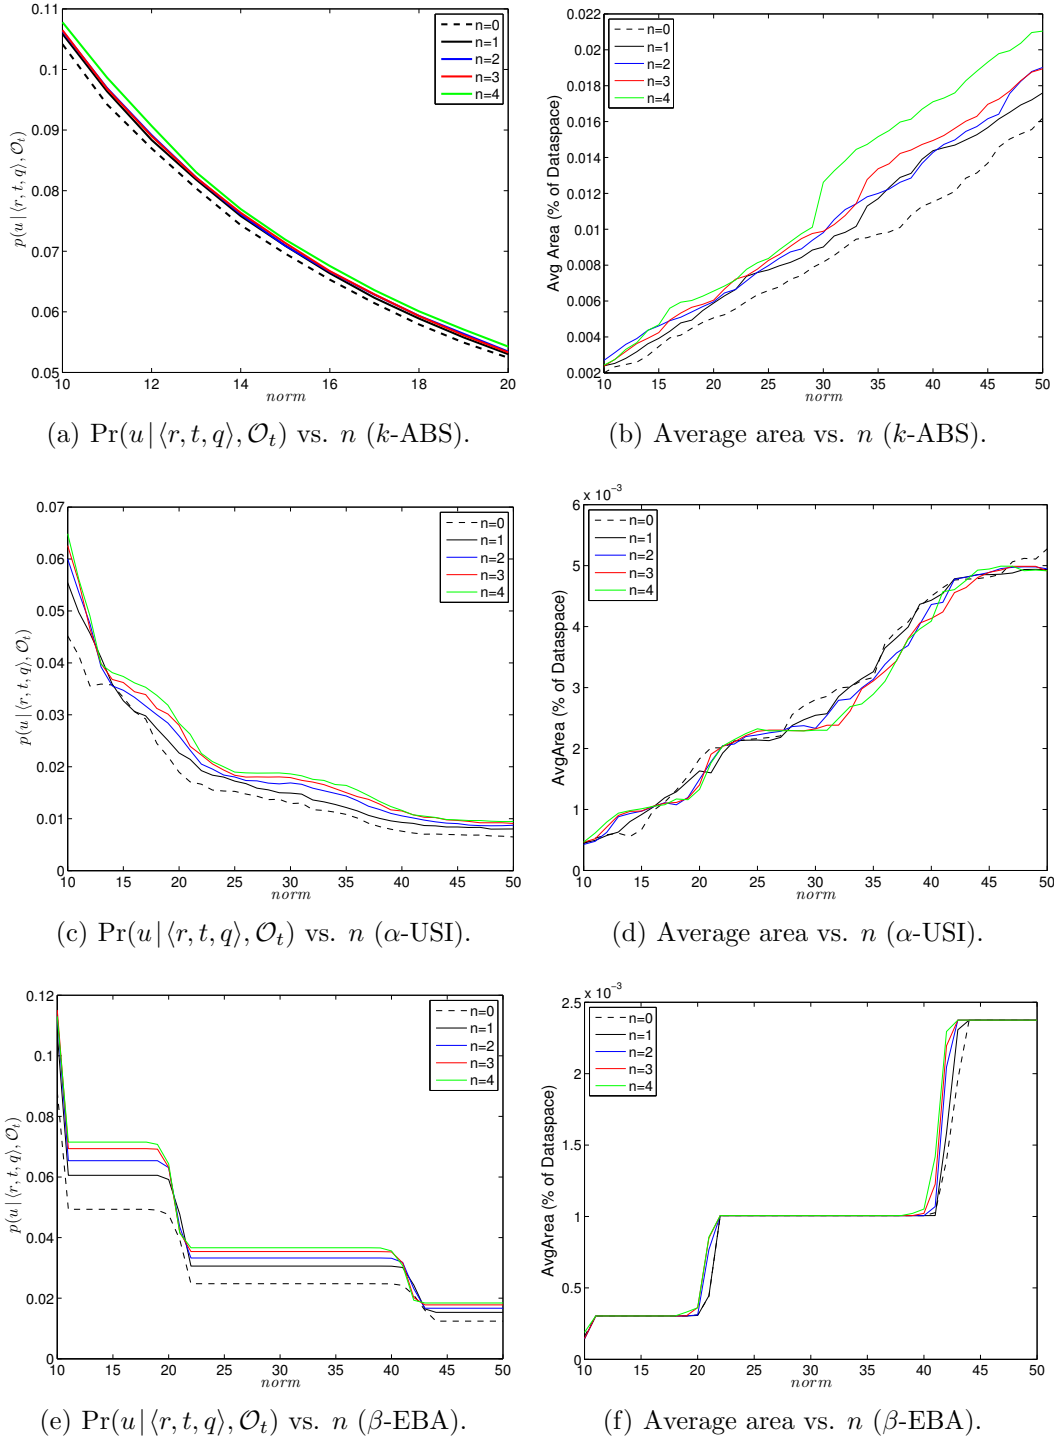 0.11
0.1
0.09
0.08
0.07
0.06
0.05
10 12 14 16 18 20
norm
p(u | ⟨r, t, q⟩, 𝒪t)
n=0
n=1
n=2
n=3
n=4
0.022
0.02
0.018
0.016
0.014
0.012
0.01
0.008
0.006
0.004
0.002
10 15 20 25 30 35 40 45 50
norm
Avg Area (% of Dataspace)
n=0
n=1
n=2
n=3
n=4
(a) Pr(u | ⟨r, t, q⟩, 𝒪t) vs. n (k-ABS).
(b) Average area vs. n (k-ABS).
0.07
0.06
0.05
0.04
0.03
0.02
0.01
0
10 15 20 25 30 35 40 45 50
norm
p(u | ⟨r, t, q⟩, 𝒪t)
n=0
n=1
n=2
n=3
n=4
x 10⁻³
6
5
4
3
2
1
0
10 15 20 25 30 35 40 45 50
norm
AvgArea (% of Dataspace)
n=0
n=1
n=2
n=3
n=4
(c) Pr(u | ⟨r, t, q⟩, 𝒪t) vs. n (α-USI).
(d) Average area vs. n (α-USI).
0.12
0.1
0.08
0.06
0.04
0.02
0
10 15 20 25 30 35 40 45 50
norm
p(u | ⟨r, t, q⟩, 𝒪t)
n=0
n=1
n=2
n=3
n=4
x 10⁻³
2.5
2
1.5
1
0.5
0
10 15 20 25 30 35 40 45 50
norm
AvgArea (% of Dataspace)
n=0
n=1
n=2
n=3
n=4
(e) Pr(u | ⟨r, t, q⟩, 𝒪t) vs. n (β-EBA).
(f) Average area vs. n (β-EBA).